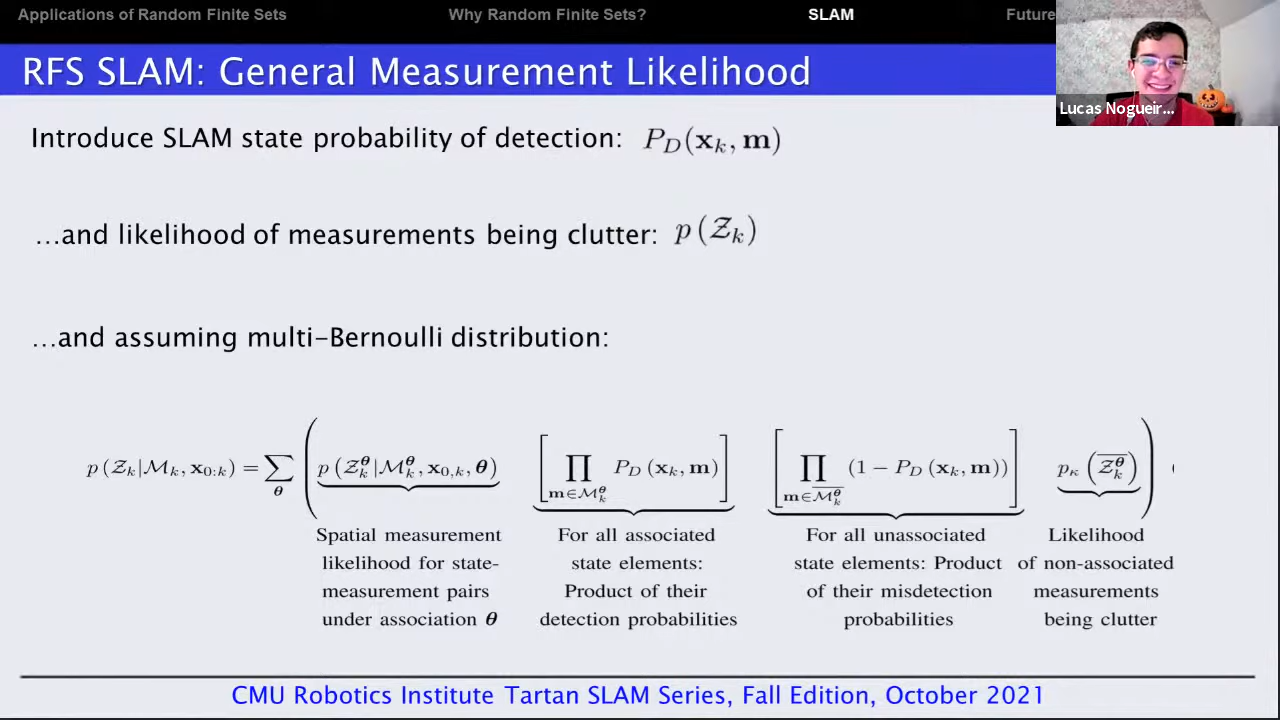 Applications of Random Finite Sets Why Random Finite Sets? SLAM Future
RFS SLAM: General Measurement Likelihood
Lucas Nogueir...
Introduce SLAM state probability of detection: P_D(x_k, m)
...and likelihood of measurements being clutter: p(Z_k)
...and assuming multi-Bernoulli distribution:
p(Z_k|M_k, x_{0:k}) = ∑_θ ( p(Z_k^θ|M_k^θ, x_{0,k}, θ) [∏_{m∈M_k^θ} P_D(x_k, m)] [∏_{m∈\overline{M_k^θ}} (1 − P_D(x_k, m))] p_κ(\overline{Z_k^θ}) )
Spatial measurement For all associated For all unassociated Likelihood
likelihood for state- state elements: state elements: Product of non-associated
measurement pairs Product of their of their misdetection measurements
under association θ detection probabilities probabilities being clutter
CMU Robotics Institute Tartan SLAM Series, Fall Edition, October 2021